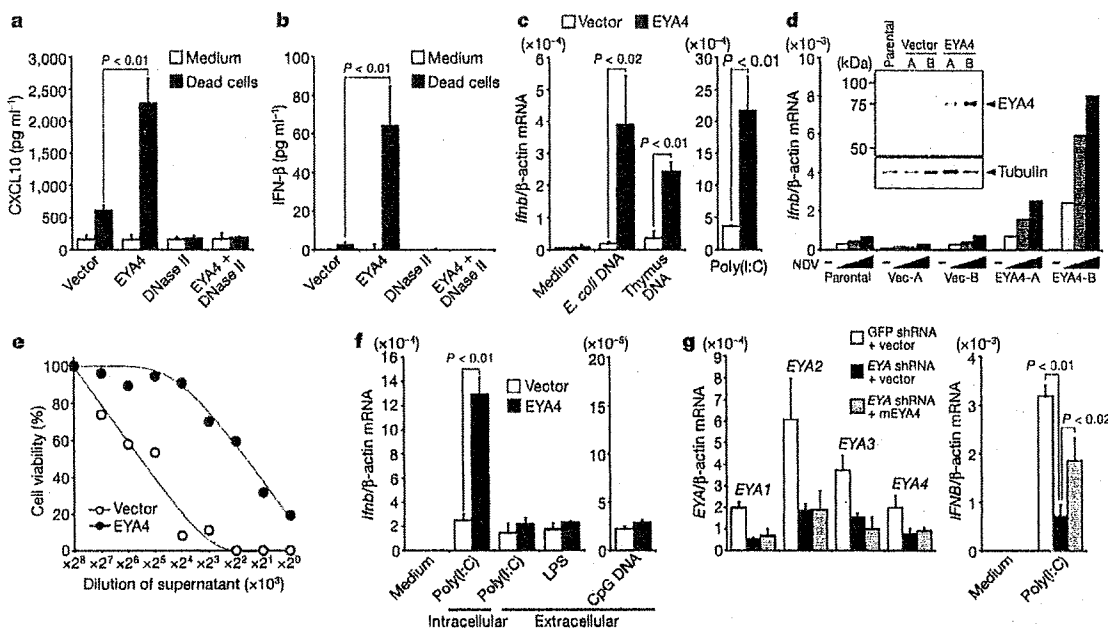 a
Medium
Dead cells
P < 0.01
CXCL10 (pg ml⁻¹)
3,000
2,500
2,000
1,500
1,000
500
0
Vector
EYA4
DNase II
EYA4 +
DNase II
b
Medium
Dead cells
P < 0.01
IFN-β (pg ml⁻¹)
100
80
60
40
20
0
Vector
EYA4
DNase II
EYA4 +
DNase II
c
Vector
EYA4
(×10⁻⁴)
Ifnb/β-actin mRNA
6
5
4
3
2
1
0
P < 0.02
P < 0.01
Medium
E. coli DNA
Thymus
DNA
(×10⁻⁴)
30
25
20
15
10
5
0
P < 0.01
Poly(I:C)
d
(×10⁻³)
Ifnb/β-actin mRNA
10
8
6
4
2
0
(kDa)
100
75
50
Parental
Vector
A B
EYA4
A B
EYA4
Tubulin
NDV
– – – – –
Parental
Vec-A
Vec-B
EYA4-A
EYA4-B
e
Cell viability (%)
100
80
60
40
20
0
Vector
EYA4
×2⁸ ×2⁷ ×2⁶ ×2⁵ ×2⁴ ×2³ ×2² ×2¹ ×2⁰
Dilution of supernatant (×10³)
f
(×10⁻⁴)
Ifnb/β-actin mRNA
16
14
12
10
8
6
4
2
0
P < 0.01
Vector
EYA4
Medium
Poly(I:C)
Poly(I:C)
LPS
(×10⁻⁵)
20
15
10
5
0
CpG DNA
Intracellular
Extracellular
g
(×10⁻⁴)
EYA/β-actin mRNA
9
8
6
4
2
0
EYA1
EYA2
EYA3
EYA4
GFP shRNA
+ vector
EYA shRNA
+ vector
EYA shRNA
+ mEYA4
(×10⁻³)
IFNB/β-actin mRNA
4
3
2
1
0
P < 0.01
P < 0.02
Medium
Poly(I:C)